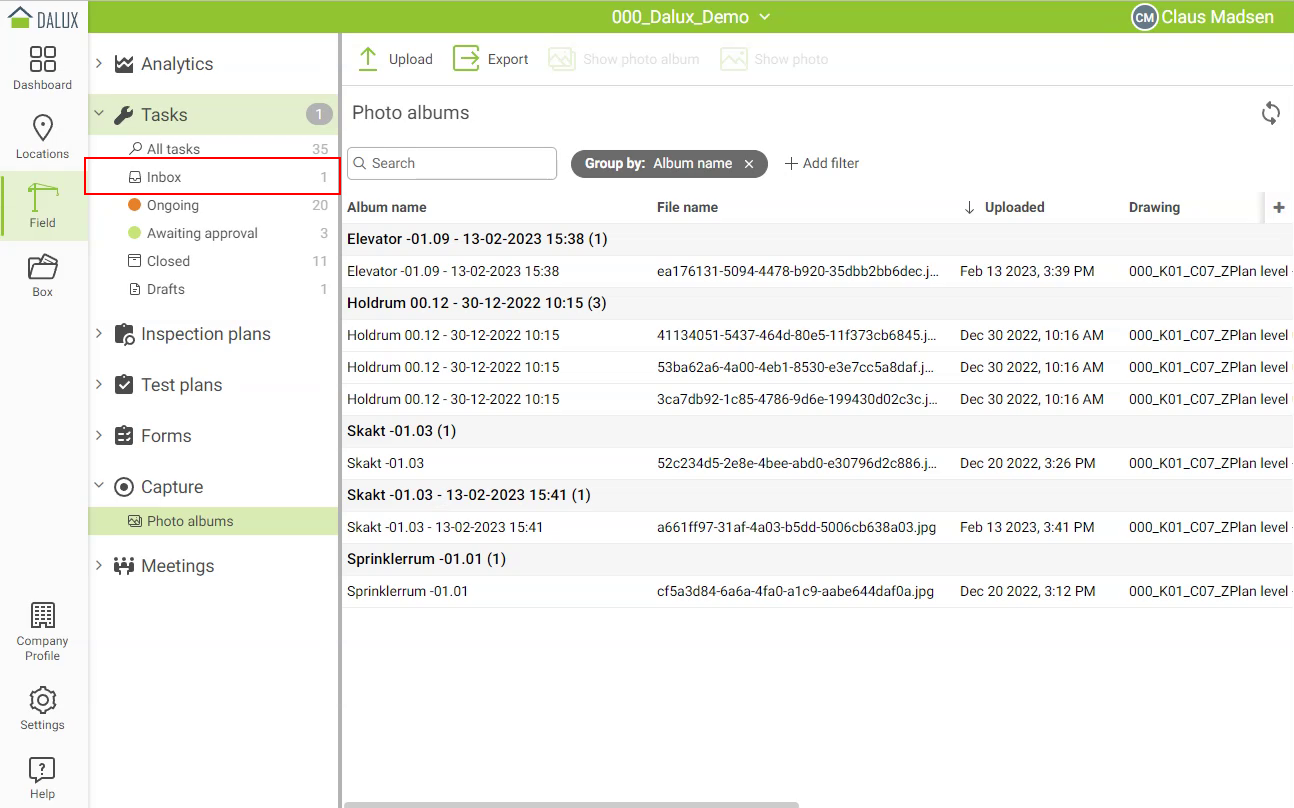 DALUX
000_Dalux_Demo
CM Claus Madsen
Dashboard
Locations
Field
Box
Company
Profile
Settings
Help
Analytics
Tasks 1
All tasks 35
Inbox 1
Ongoing 20
Awaiting approval 3
Closed 11
Drafts 1
Inspection plans
Test plans
Forms
Capture
Photo albums
Meetings
Upload Export Show photo album Show photo
Photo albums
Search Group by: Album name × + Add filter
Album name File name ↓ Uploaded Drawing +
Elevator -01.09 - 13-02-2023 15:38 (1)
Elevator -01.09 - 13-02-2023 15:38 ea176131-5094-4478-b920-35dbb2bb6dec.j... Feb 13 2023, 3:39 PM 000_K01_C07_ZPlan level
Holdrum 00.12 - 30-12-2022 10:15 (3)
Holdrum 00.12 - 30-12-2022 10:15 41134051-5437-464d-80e5-11f373cb6845.j... Dec 30 2022, 10:16 AM 000_K01_C07_ZPlan level
Holdrum 00.12 - 30-12-2022 10:15 53ba62a6-4a00-4eb1-8530-e3e7cc5a8daf.j... Dec 30 2022, 10:16 AM 000_K01_C07_ZPlan level
Holdrum 00.12 - 30-12-2022 10:15 3ca7db92-1c85-4786-9d6e-199430d02c3c.j... Dec 30 2022, 10:16 AM 000_K01_C07_ZPlan level
Skakt -01.03 (1)
Skakt -01.03 52c234d5-2e8e-4bee-abd0-e30796d2c886.j... Dec 20 2022, 3:26 PM 000_K01_C07_ZPlan level
Skakt -01.03 - 13-02-2023 15:41 (1)
Skakt -01.03 - 13-02-2023 15:41 a661ff97-31af-4a03-b5dd-5006cb638a03.jpg Feb 13 2023, 3:41 PM 000_K01_C07_ZPlan level
Sprinklerrum -01.01 (1)
Sprinklerrum -01.01 cf5a3d84-6a6a-4fa0-a1c9-aabe644daf0a.jpg Dec 20 2022, 3:12 PM 000_K01_C07_ZPlan level